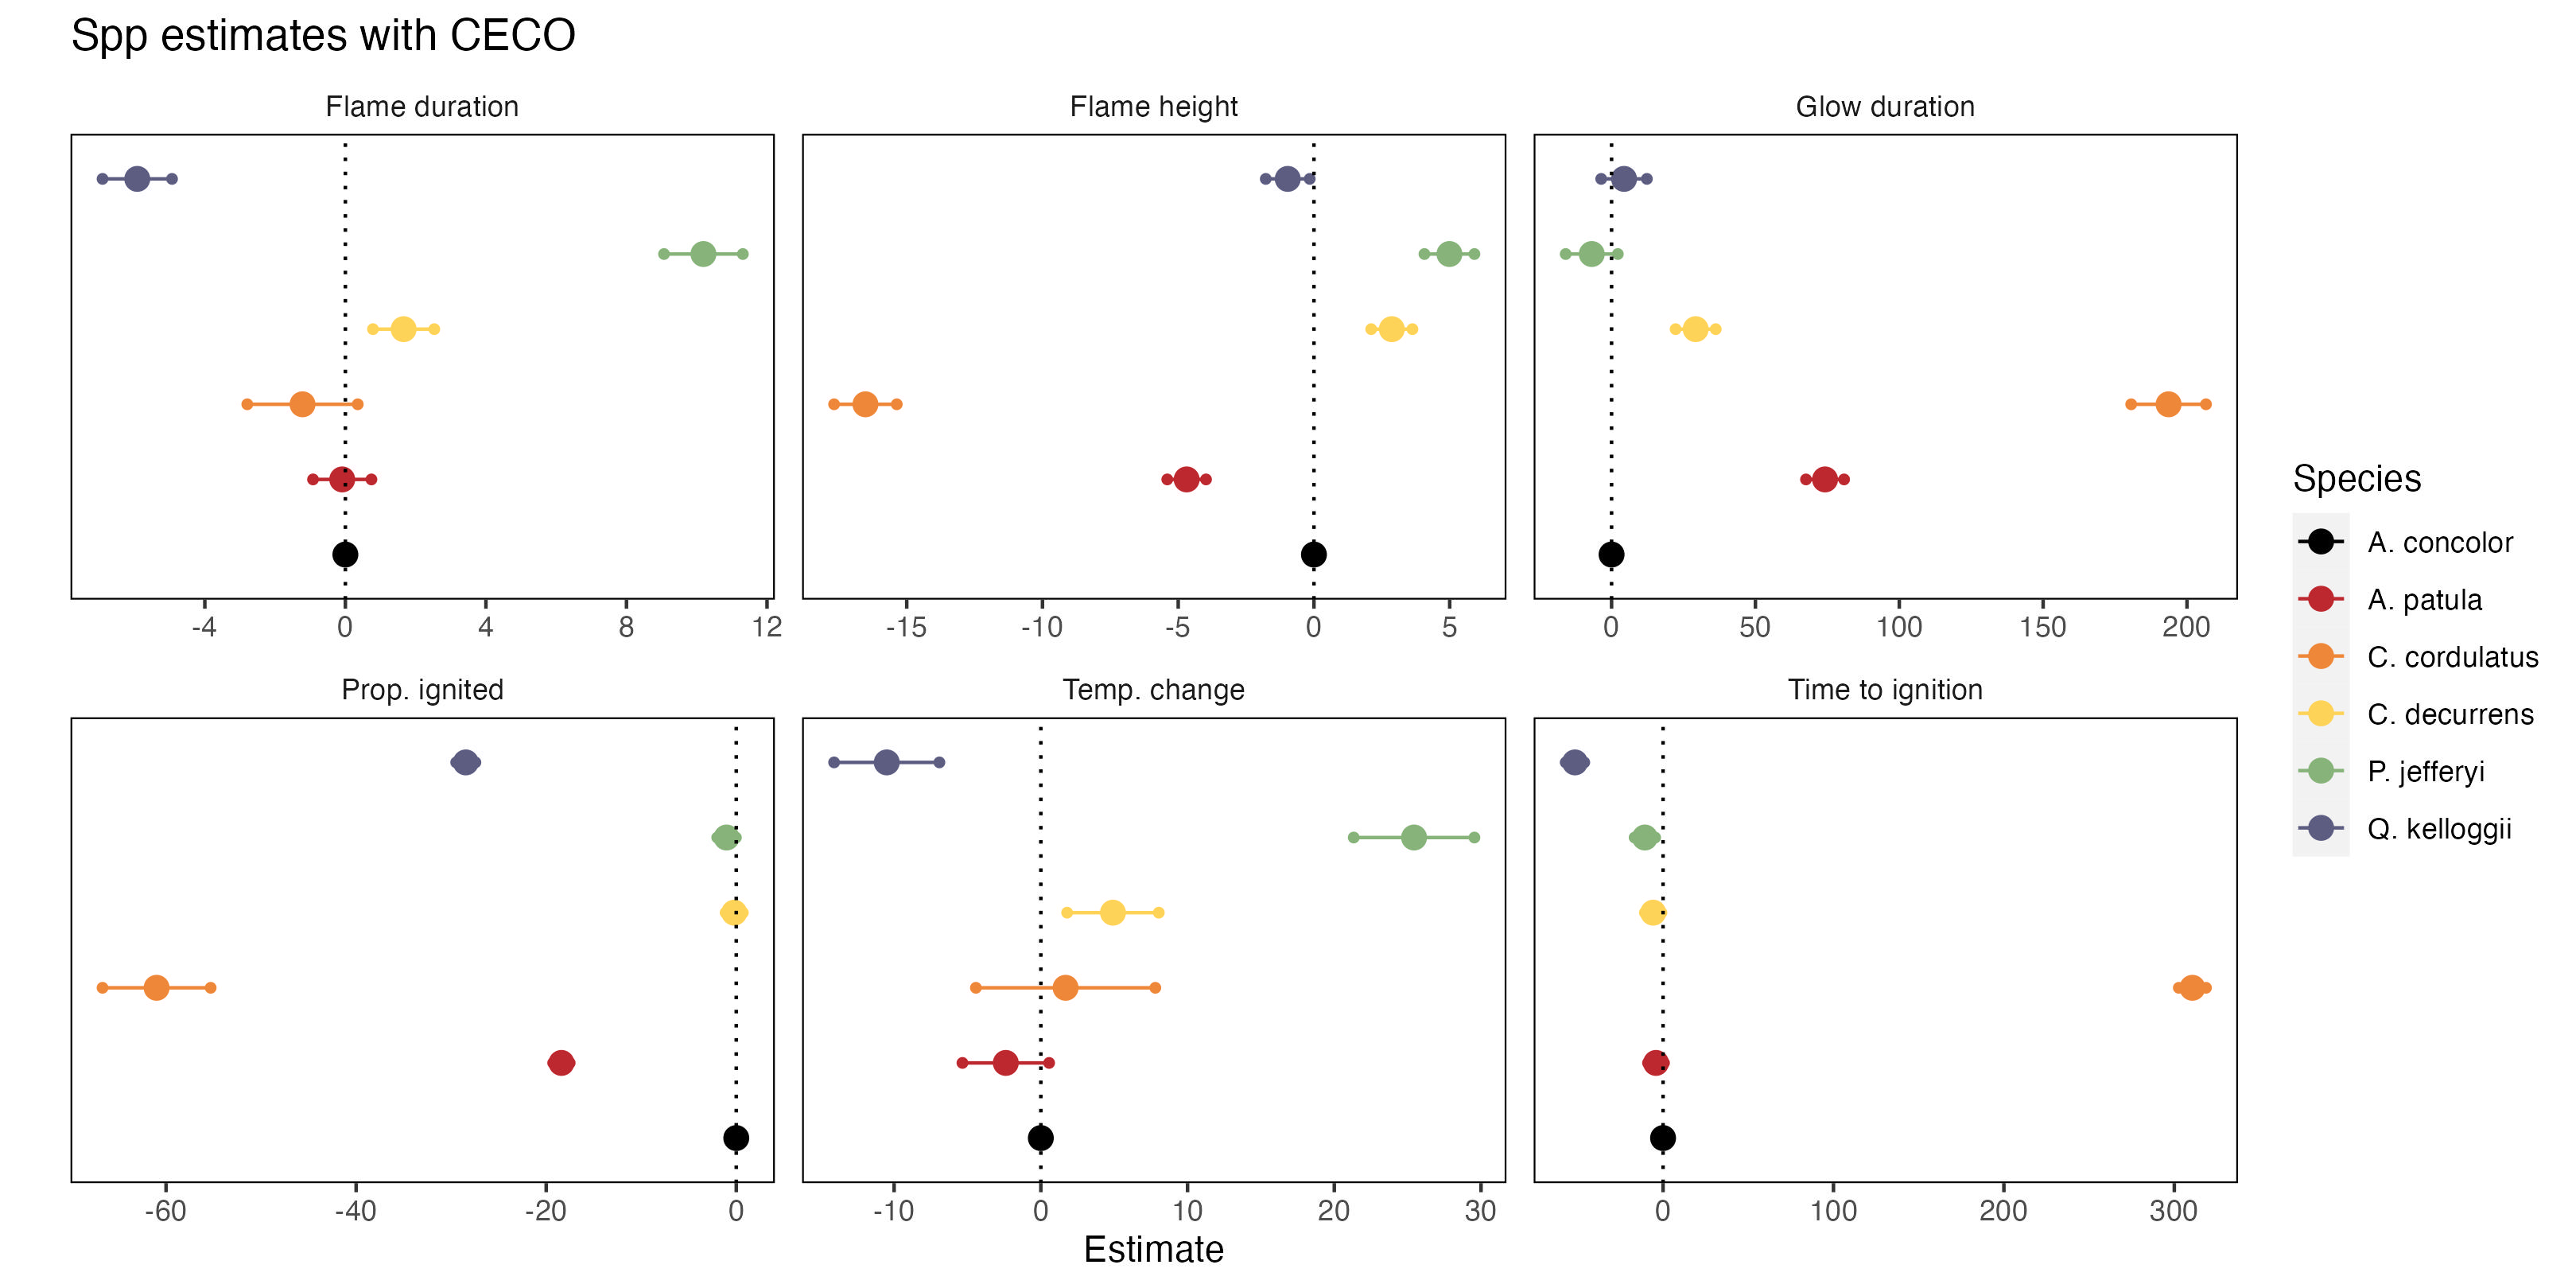 Spp estimates with CECO
Flame duration
Flame height
Glow duration
-4 0 4 8 12
-15 -10 -5 0 5
0 50 100 150 200
Prop. ignited
Temp. change
Time to ignition
-60 -40 -20 0
-10 0 10 20 30
0 100 200 300
Estimate
Species
A. concolor
A. patula
C. cordulatus
C. decurrens
P. jefferyi
Q. kelloggii